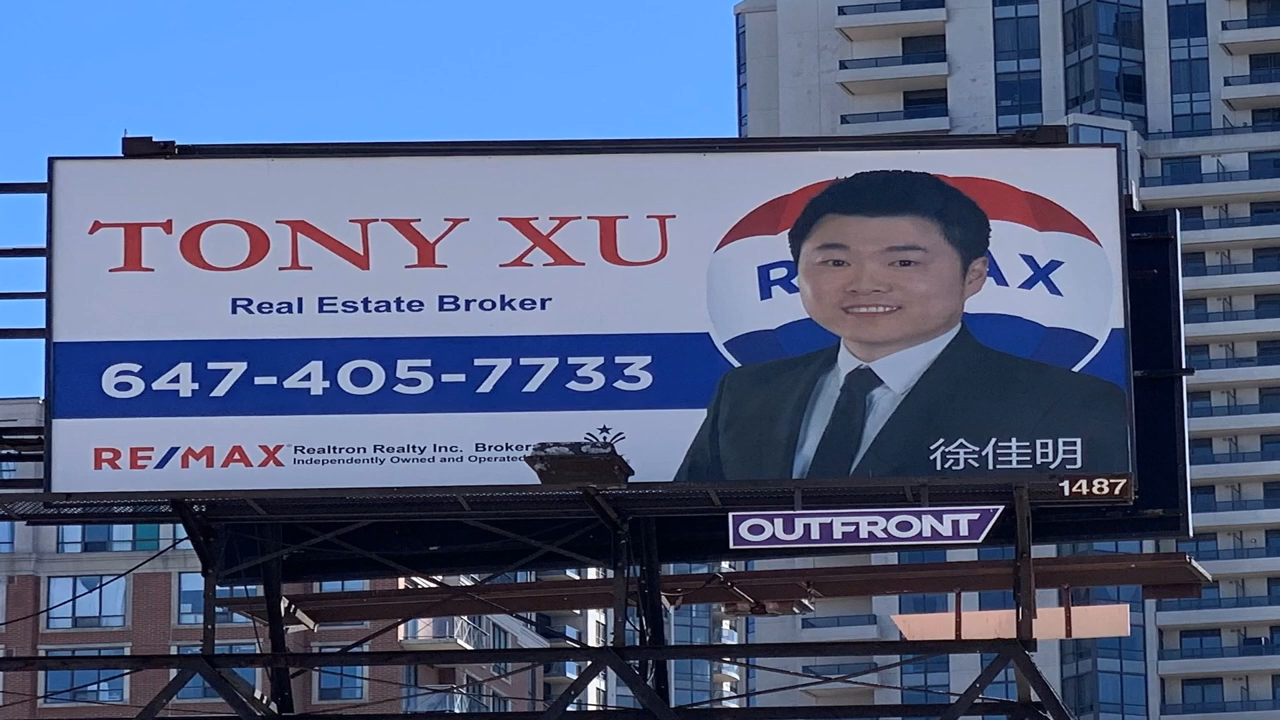 TONY XU
Real Estate Broker
647-405-7733
RE/MAX
RE/MAX Realtron Realty Inc.
Independently Owned and Operated
徐佳明
1487
OUTFRONT